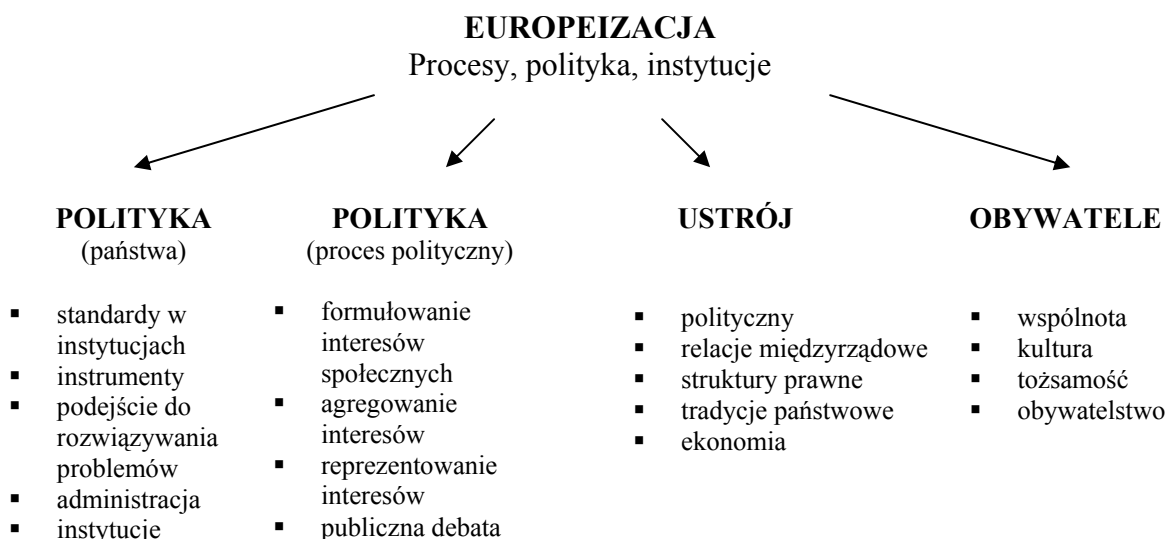 EUROPEIZACJA
Procesy, polityka, instytucje
POLITYKA
(państwa)
▪ standardy w
instytucjach
▪ instrumenty
▪ podejście do
rozwiązywania
problemów
▪ administracja
▪ instytucje
POLITYKA
(proces polityczny)
▪ formułowanie
interesów
społecznych
▪ agregowanie
interesów
▪ reprezentowanie
interesów
▪ publiczna debata
USTRÓJ
▪ polityczny
▪ relacje międzyrządowe
▪ struktury prawne
▪ tradycje państwowe
▪ ekonomia
OBYWATELE
▪ wspólnota
▪ kultura
▪ tożsamość
▪ obywatelstwo